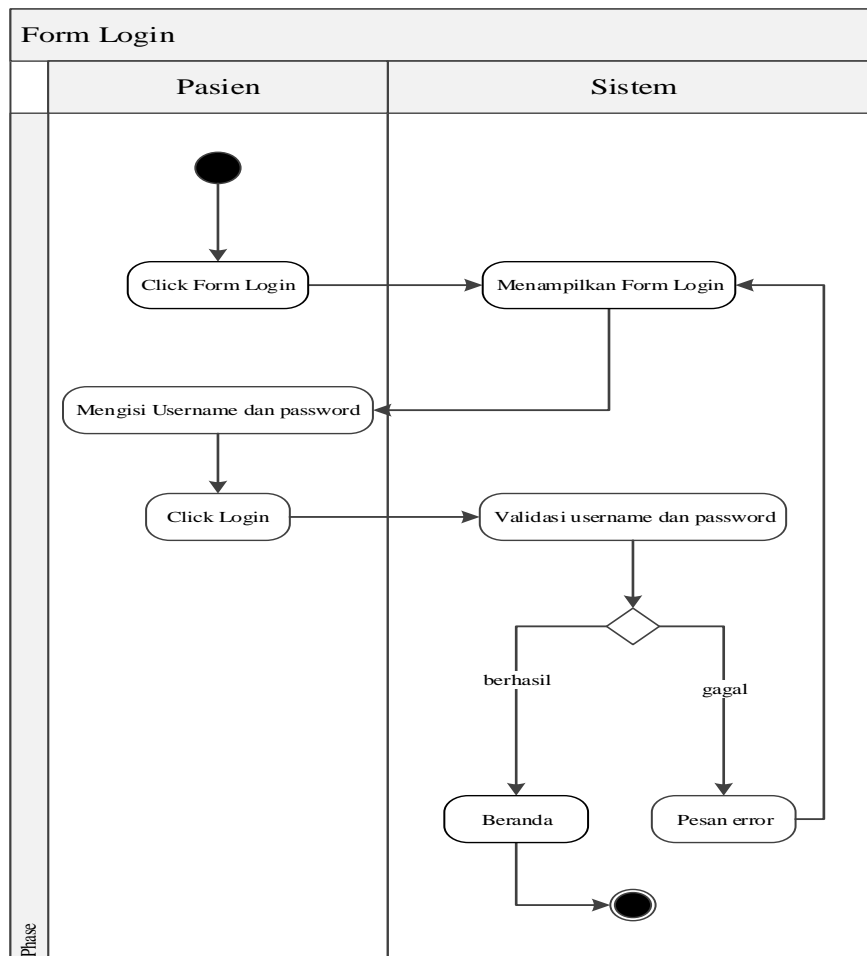 Form Login
Pasien
Sistem
Click Form Login
Menampilkan Form Login
Mengisi Username dan password
Click Login
Validasi username dan password
berhasil
gagal
Beranda
Pesan error
Phase